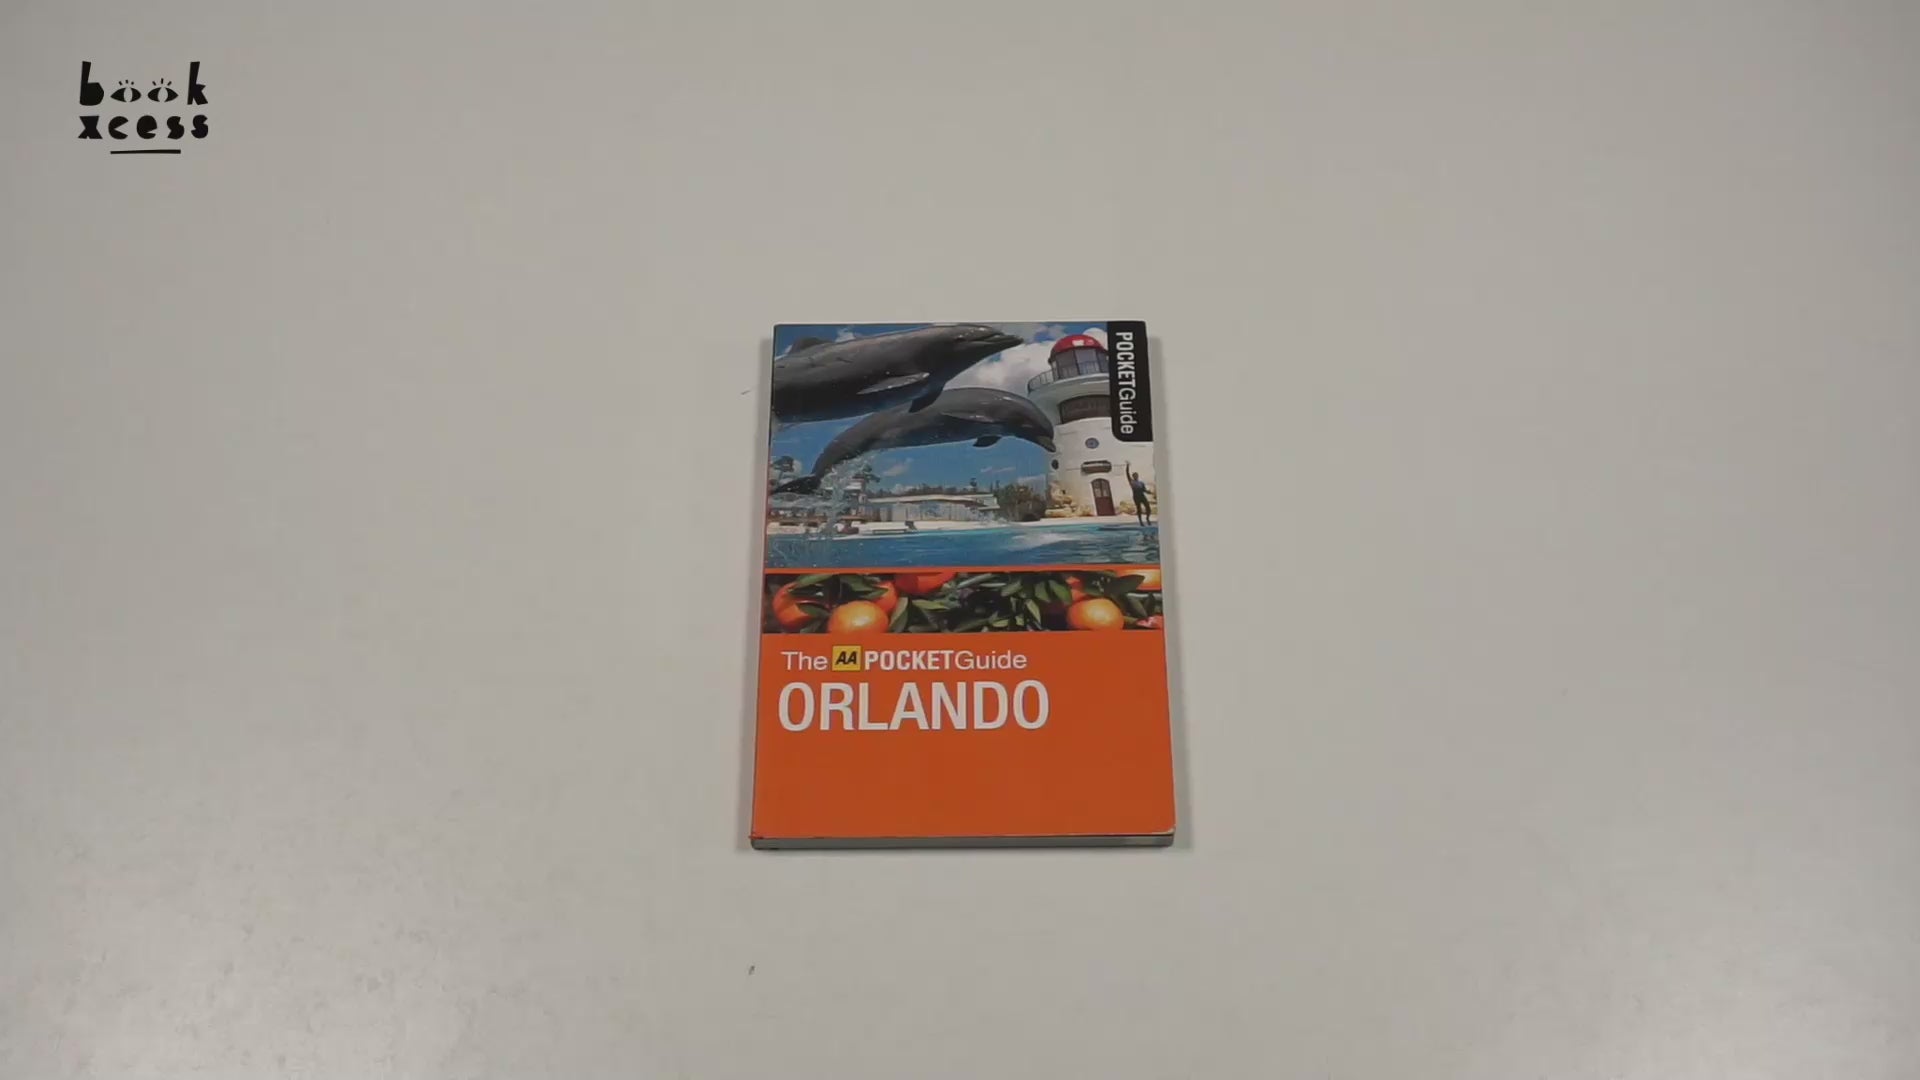 book
xcess
POCKETGuide
The AA POCKETGuide
ORLANDO